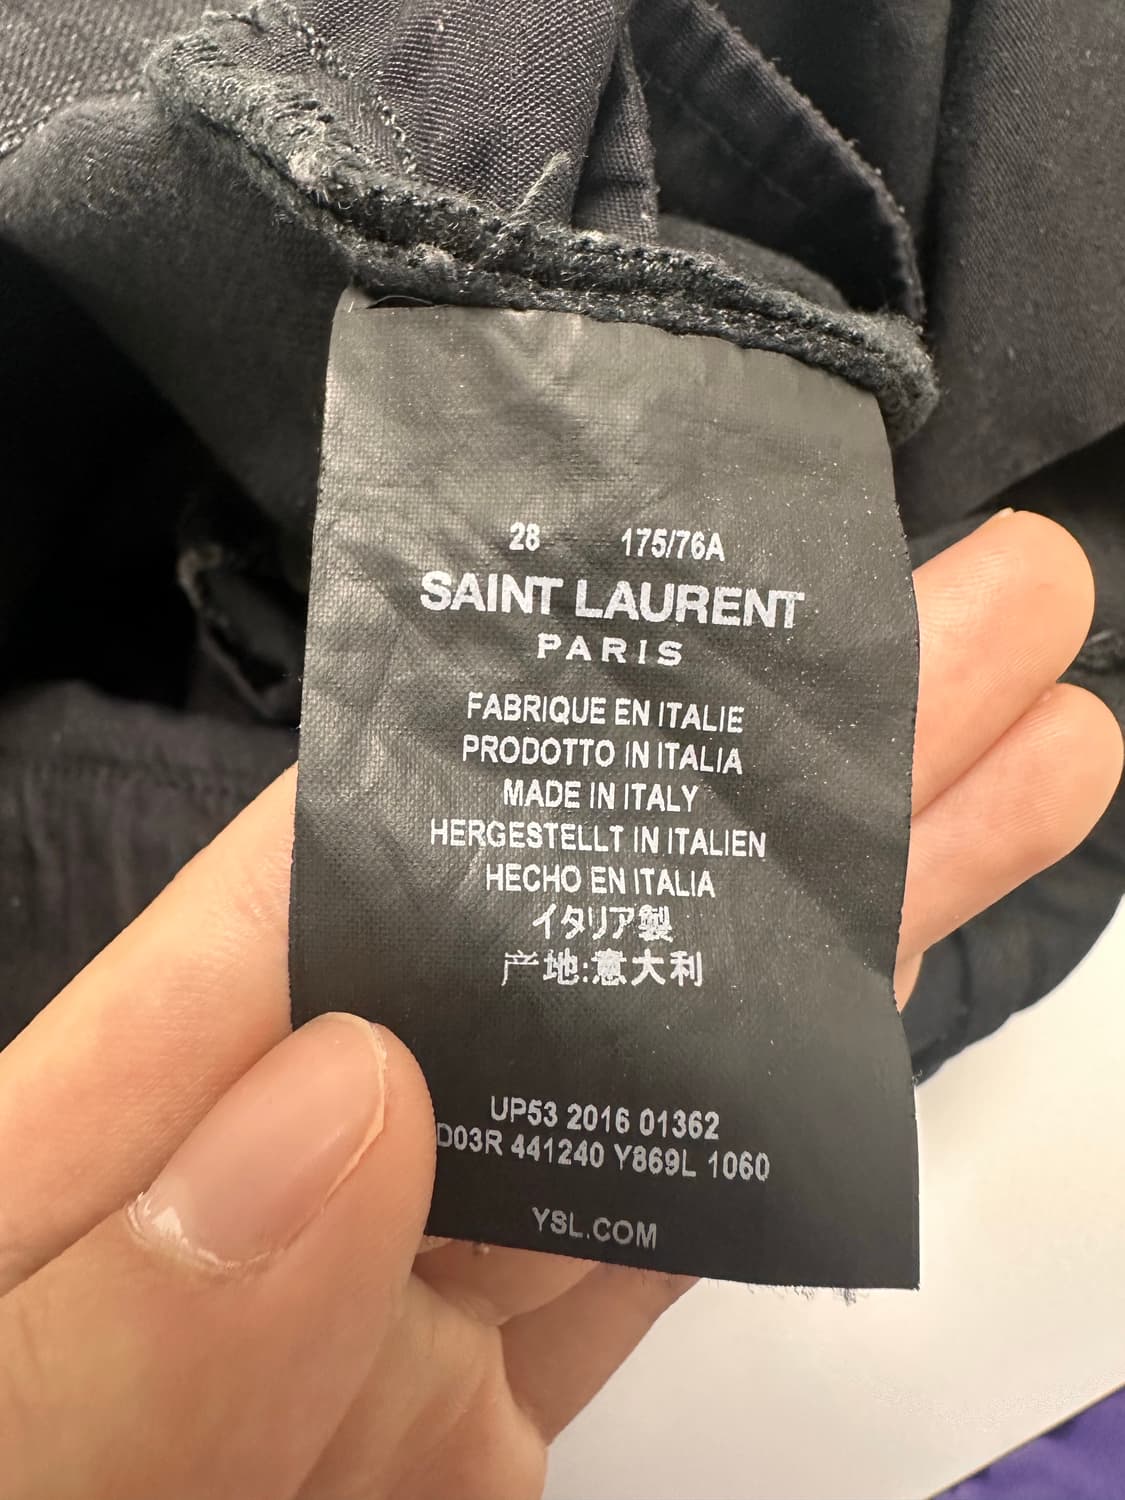 28 175/76A
SAINT LAURENT
PARIS
FABRIQUE EN ITALIE
PRODOTTO IN ITALIA
MADE IN ITALY
HERGESTELLT IN ITALIEN
HECHO EN ITALIA
イタリア製
产地:意大利
UP53 2016 01362
D03R 441240 Y869L 1060
YSL.COM